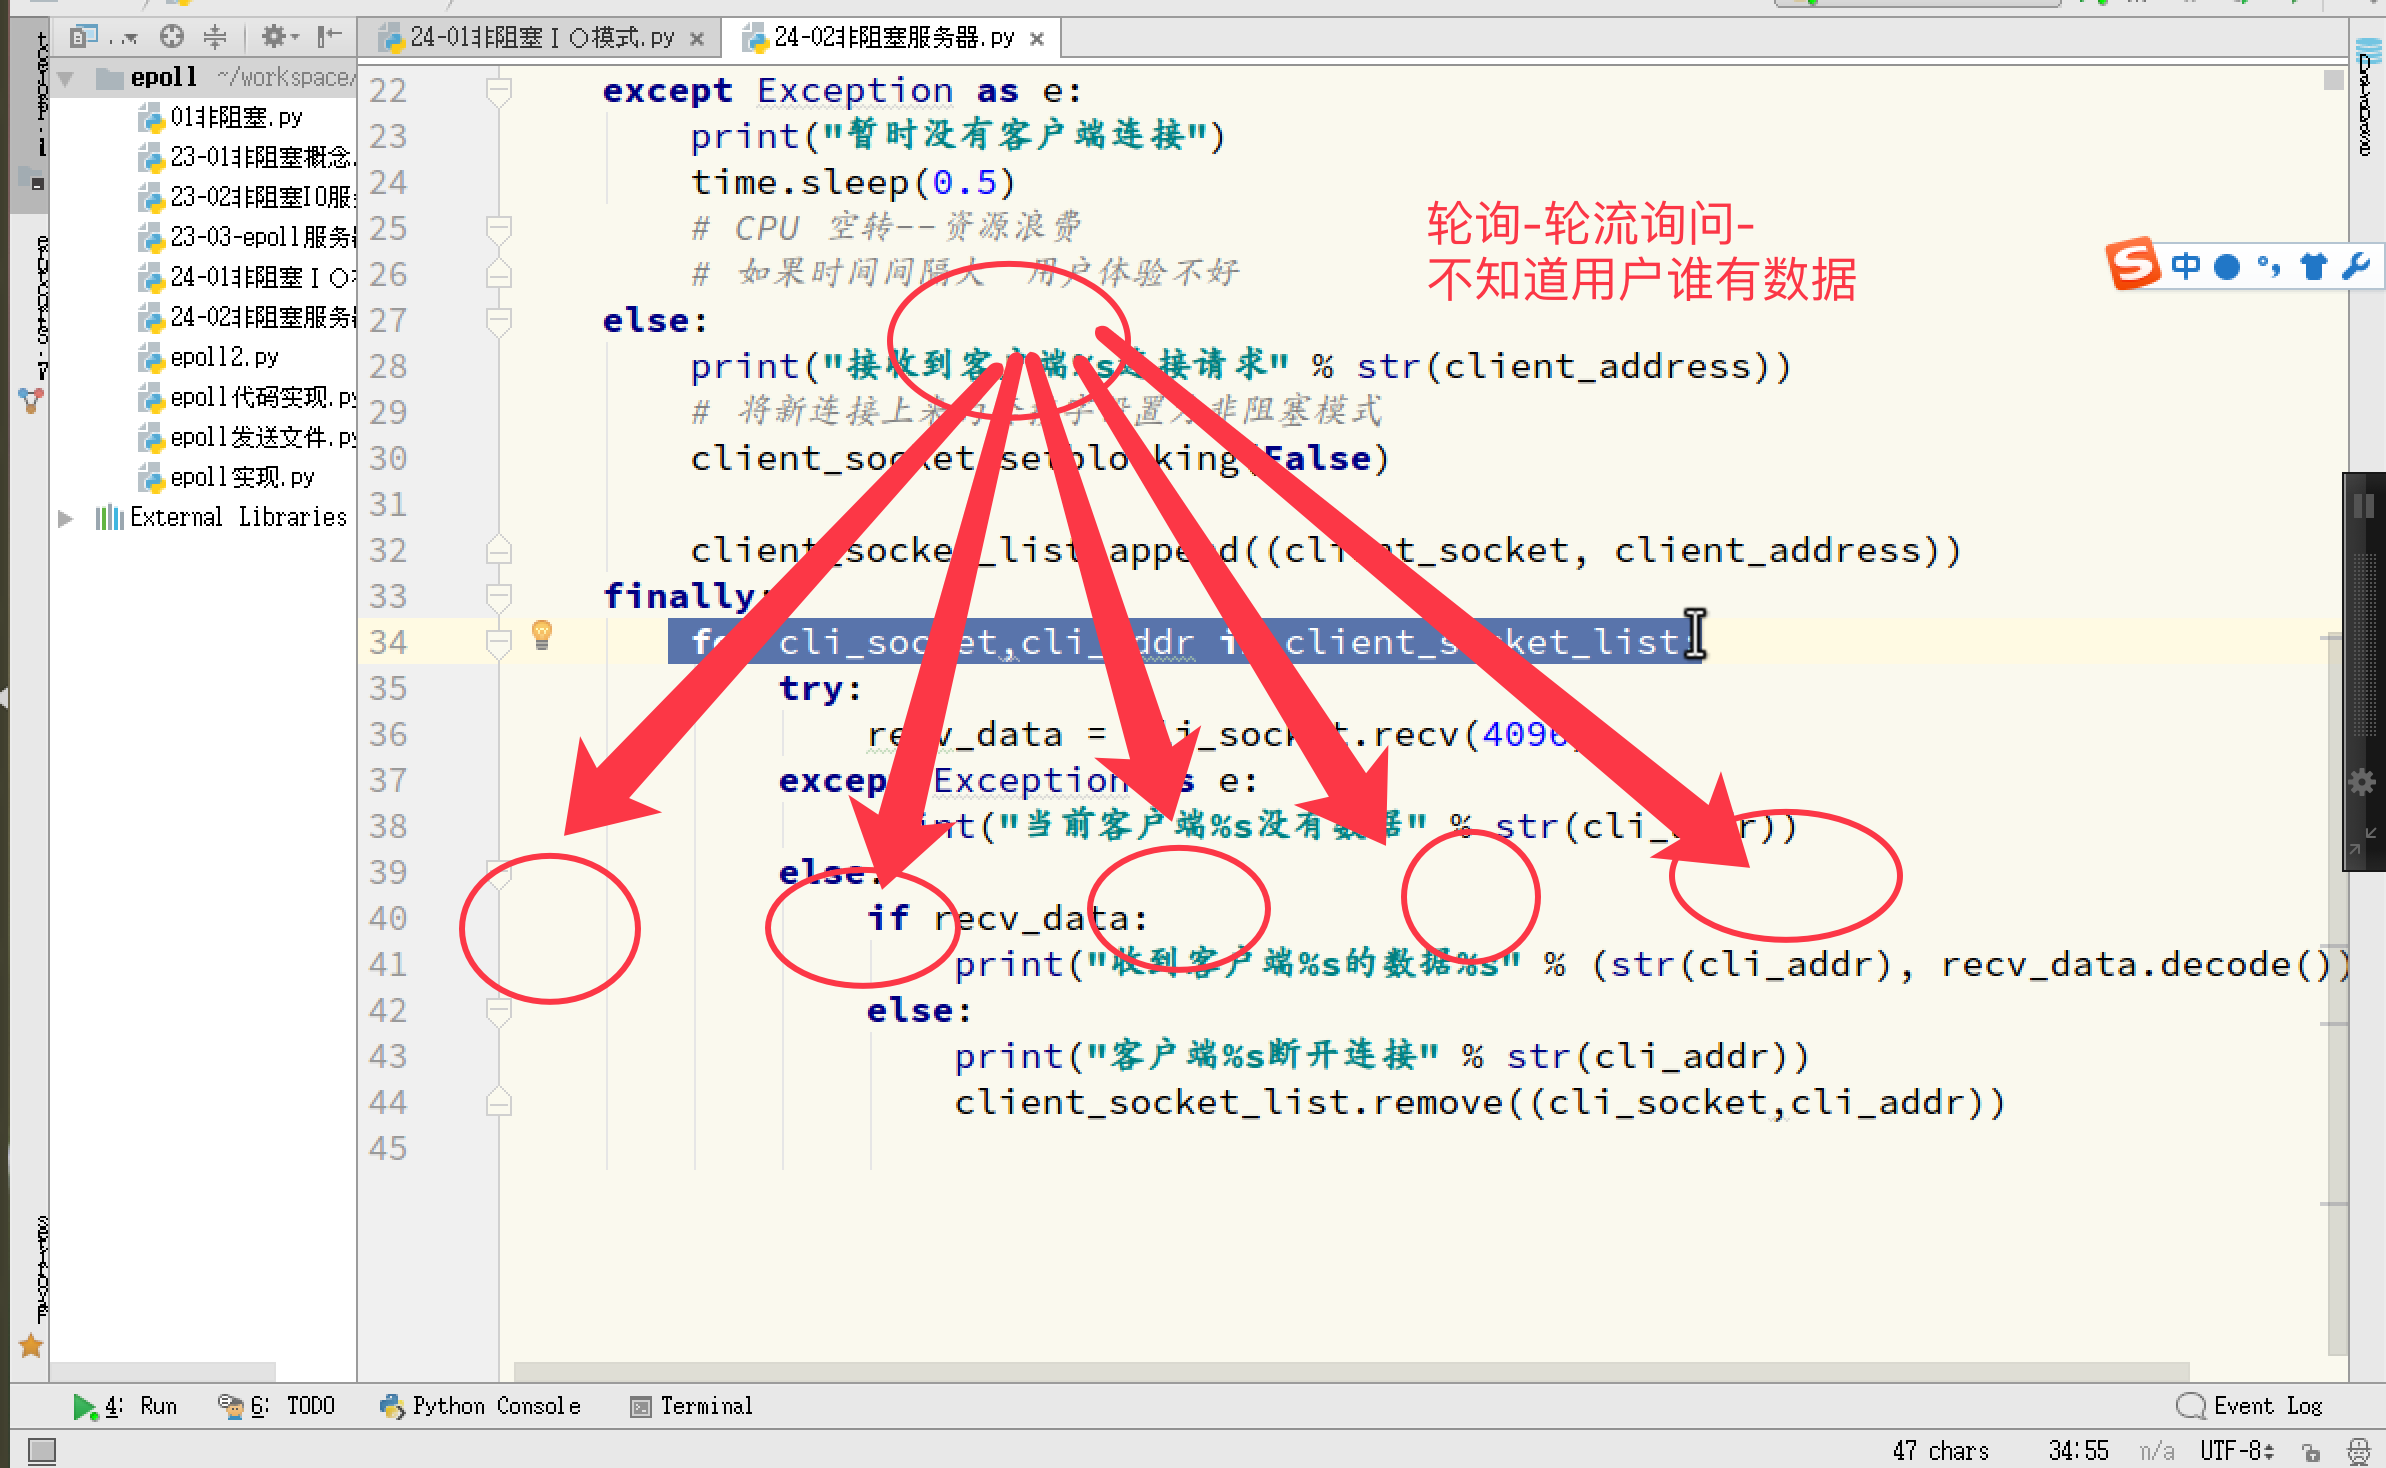 24-01非阻塞ＩＯ模式.py
24-02非阻塞服务器.py
epoll ~/workspace/
01非阻塞.py
23-01非阻塞概念.
23-02非阻塞IO服务
23-03-epoll服务器
24-01非阻塞ＩＯ
24-02非阻塞服务器
epoll2.py
epoll代码实现.py
epoll发送文件.py
epoll实现.py
External Libraries
Database
22 except Exception as e:
23 print("暂时没有客户端连接")
24 time.sleep(0.5)
25 # CPU 空转--资源浪费
26 # 如果时间间隔大 用户体验不好
轮询-轮流询问-
不知道用户谁有数据
中
27 else:
28 print("接收到客户端%s连接请求" % str(client_address))
29 # 将新连接上来的套接字设置为非阻塞模式
30 client_socket.setblocking(False)
31
32 client_socket_list.append((client_socket, client_address))
33 finally:
34 for cli_socket,cli_addr in client_socket_list:
35 try:
36 recv_data = cli_socket.recv(4096)
37 except Exception as e:
38 print("当前客户端%s没有数据" % str(cli_addr))
39 else:
40 if recv_data:
41 print("收到客户端%s的数据%s" % (str(cli_addr), recv_data.decode())
42 else:
43 print("客户端%s断开连接" % str(cli_addr))
44 client_socket_list.remove((cli_socket,cli_addr))
45
4: Run
6: TODO
Python Console
Terminal
Event Log
47 chars
34:55
n/a
UTF-8